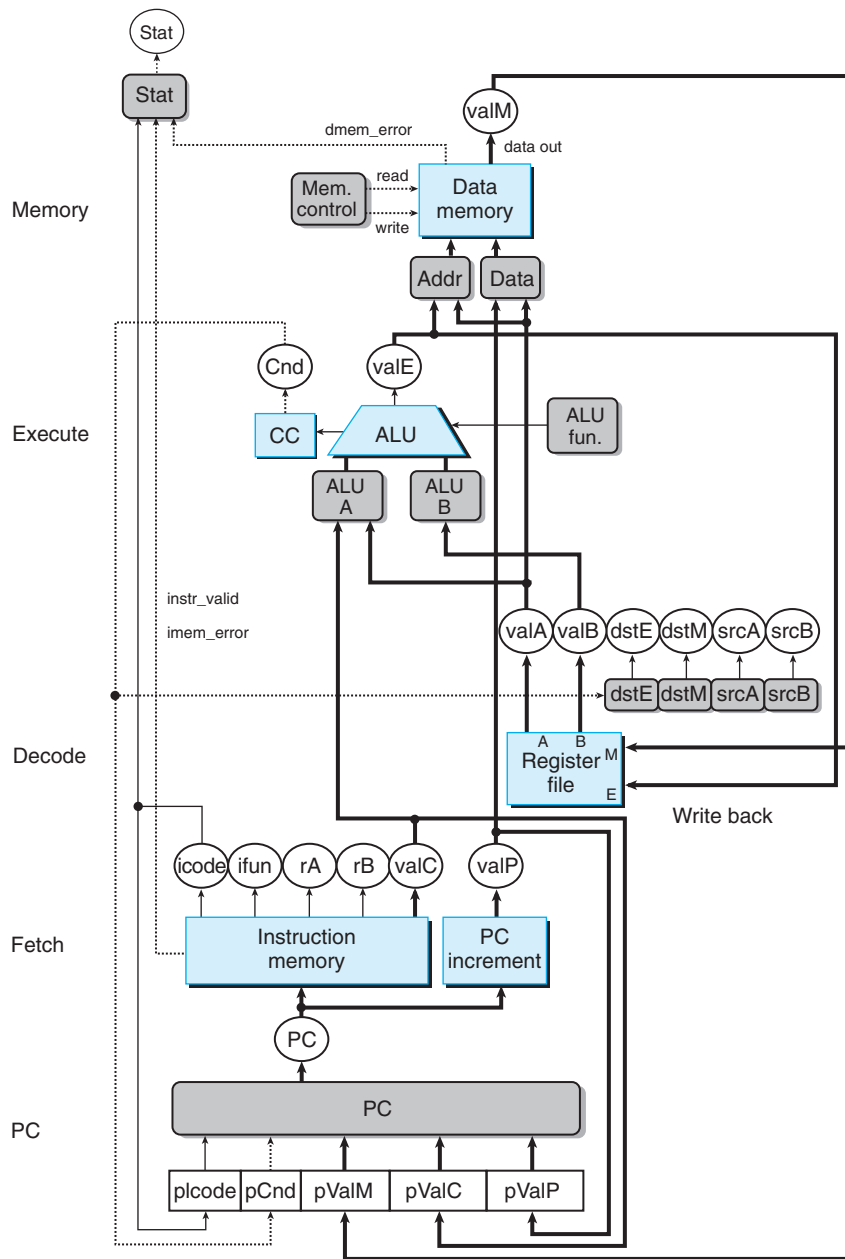 Stat
Stat
valM
dmem_error
data out
read
Mem.
control
Data
memory
Memory
write
Addr
Data
Cnd
valE
Execute
CC
ALU
ALU
fun.
ALU
A
ALU
B
instr_valid
imem_error
valA
valB
dstE
dstM
srcA
srcB
dstE
dstM
srcA
srcB
Decode
A
B
M
Register
file
E
Write back
icode
ifun
rA
rB
valC
valP
Fetch
Instruction
memory
PC
increment
PC
PC
PC
pIcode
pCnd
pValM
pValC
pValP